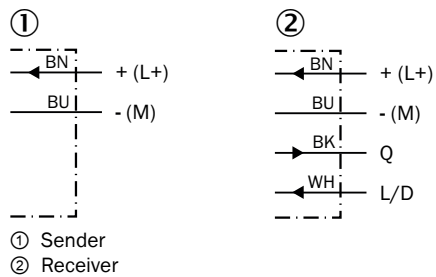 ① ②
BN + (L+) BN + (L+)
BU - (M) BU - (M)
BK Q
WH L/D
① Sender
② Receiver